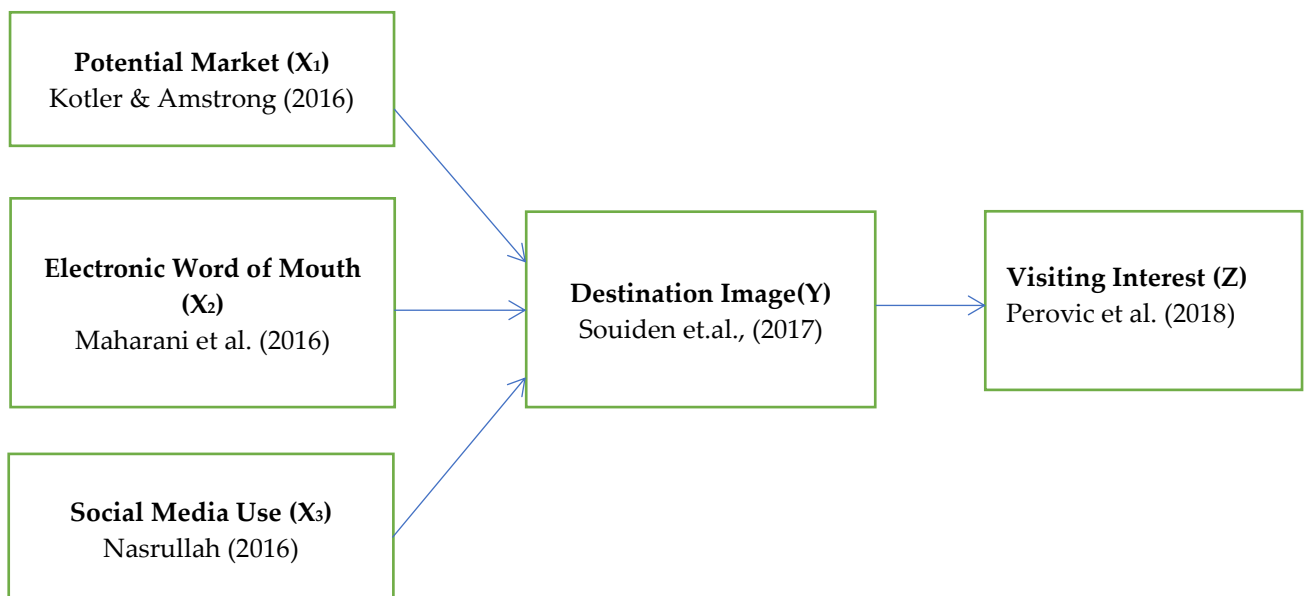 Potential Market (X₁)
Kotler & Amstrong (2016)
Electronic Word of Mouth
(X₂)
Maharani et al. (2016)
Social Media Use (X₃)
Nasrullah (2016)
Destination Image(Y)
Souiden et.al., (2017)
Visiting Interest (Z)
Perovic et al. (2018)